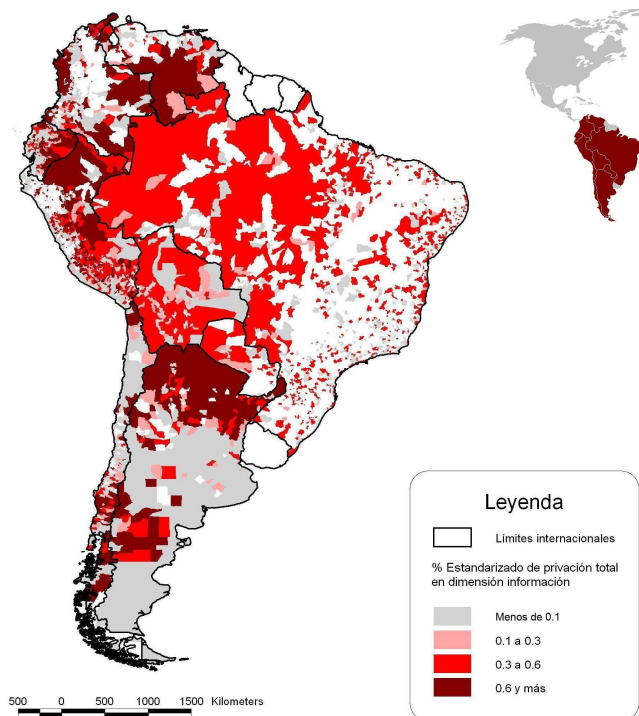 Leyenda
Límites internacionales
% Estandarizado de privación total
en dimensión información
Menos de 0.1
0.1 a 0.3
0.3 a 0.6
0.6 y más
500 0 500 1000 1500 Kilometers